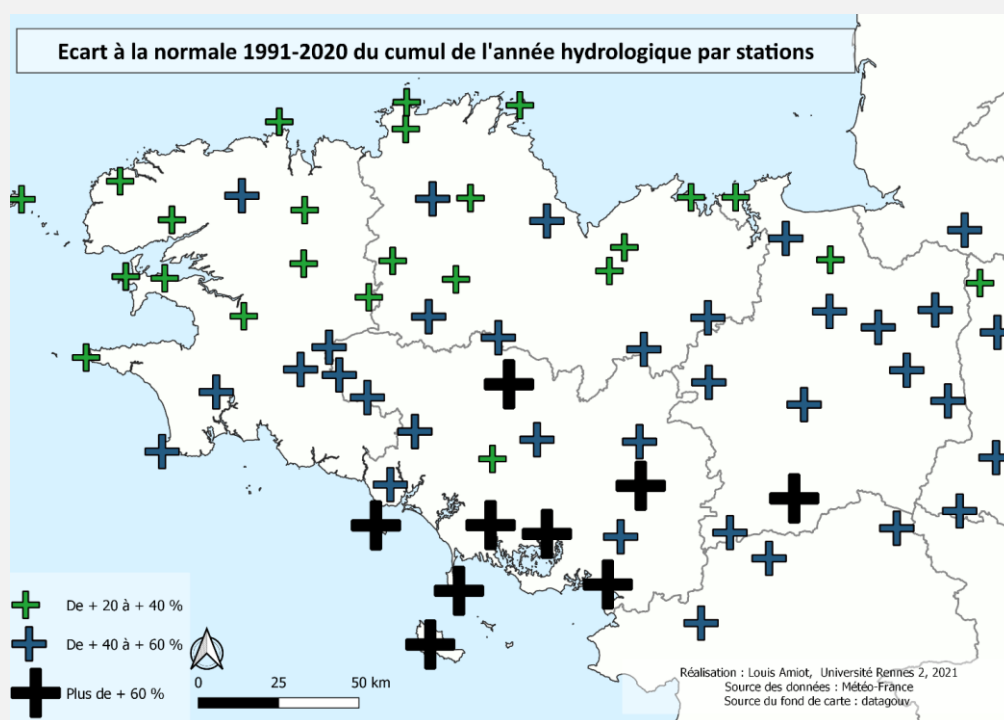 Ecart à la normale 1991-2020 du cumul de l'année hydrologique par stations
De + 20 à + 40 %
De + 40 à + 60 %
Plus de + 60 %
0 25 50 km
Réalisation : Louis Amiot, Université Rennes 2, 2021
Source des données : Météo-France
Source du fond de carte : datagouv